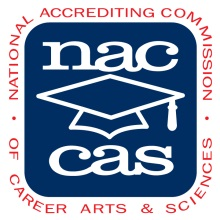 NATIONAL ACCREDITING COMMISSION
nac
cas
• OF CAREER ARTS & SCIENCES •